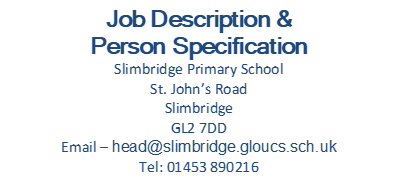 Job Description &
Person Specification
Slimbridge Primary School
St. John’s Road
Slimbridge
GL2 7DD
Email – head@slimbridge.gloucs.sch.uk
Tel: 01453 890216